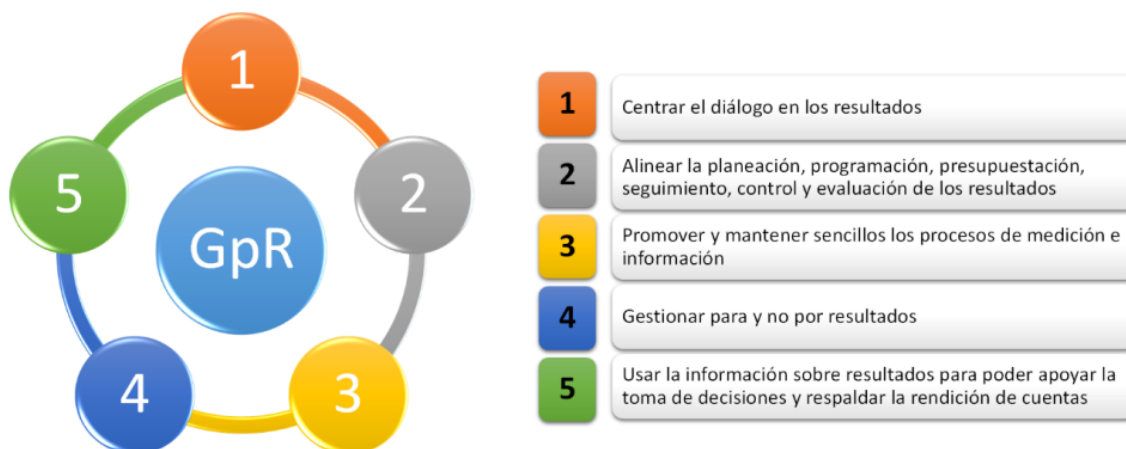 1
2
3
4
5
GpR
1
Centrar el diálogo en los resultados
2
Alinear la planeación, programación, presupuestación,
seguimiento, control y evaluación de los resultados
3
Promover y mantener sencillos los procesos de medición e
información
4
Gestionar para y no por resultados
5
Usar la información sobre resultados para poder apoyar la
toma de decisiones y respaldar la rendición de cuentas